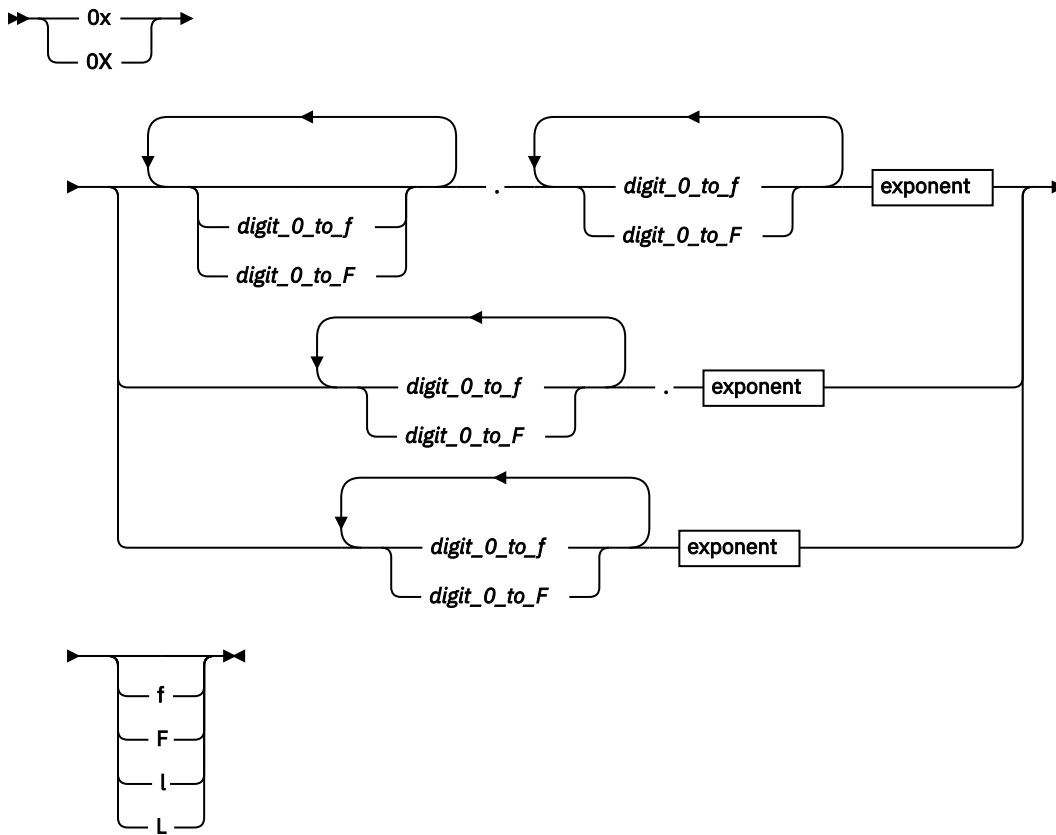 0x
0X
digit_0_to_f . exponent
digit_0_to_f digit_0_to_F
digit_0_to_F
digit_0_to_f . exponent
digit_0_to_F
digit_0_to_f exponent
digit_0_to_F
f
F
l
L